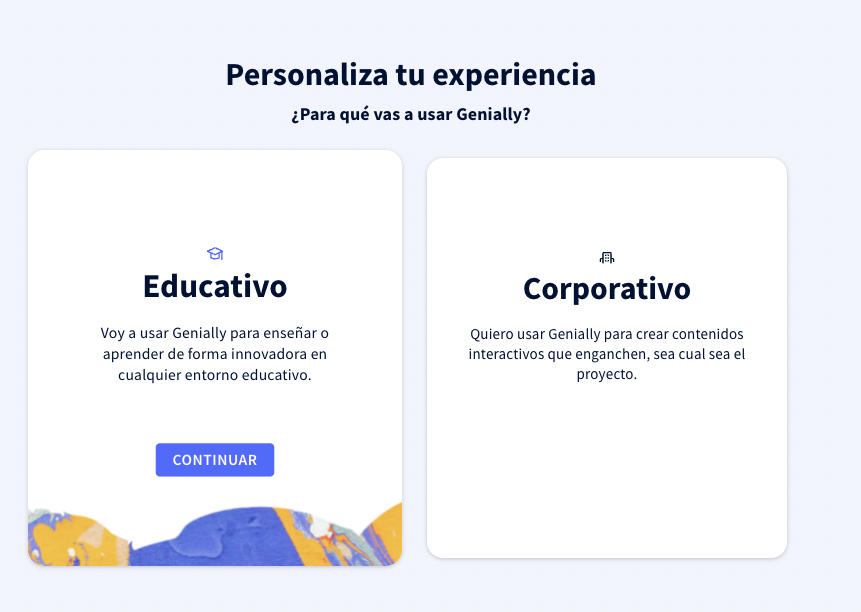 Personaliza tu experiencia
¿Para qué vas a usar Genially?
Educativo
Voy a usar Genially para enseñar o
aprender de forma innovadora en
cualquier entorno educativo.
CONTINUAR
Corporativo
Quiero usar Genially para crear contenidos
interactivos que enganchen, sea cual sea el
proyecto.